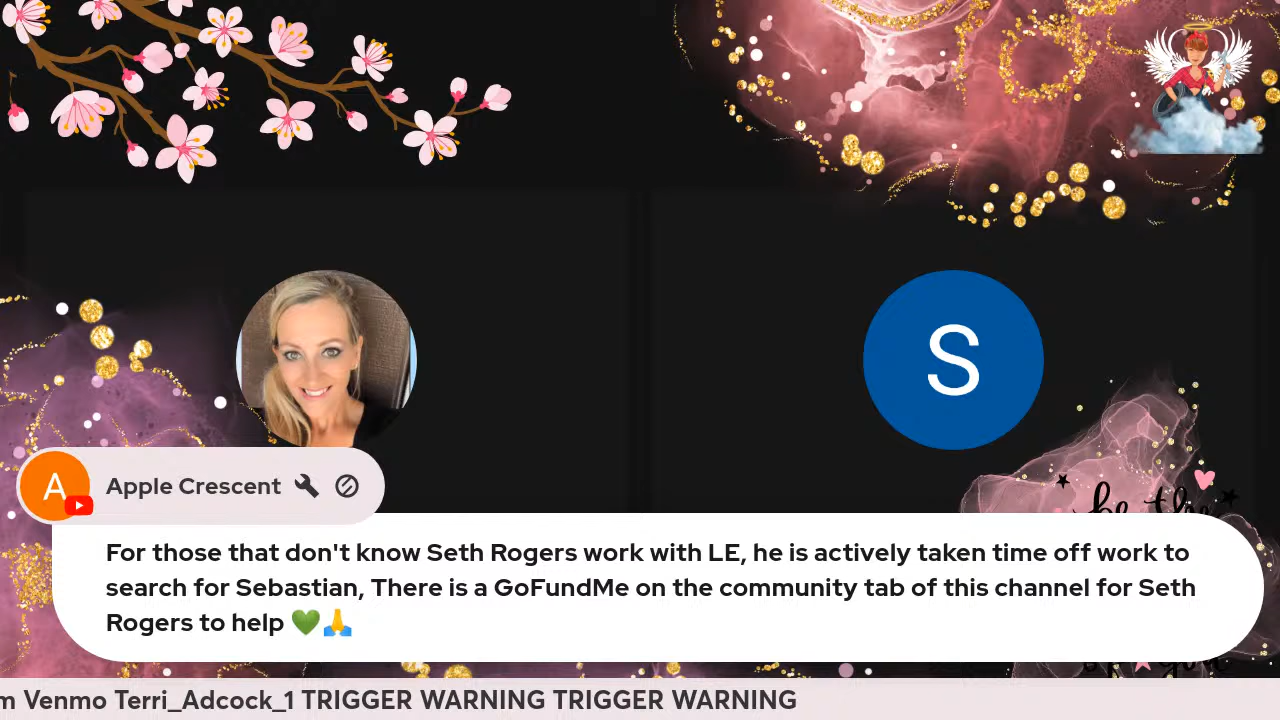 S
be the
A
Apple Crescent
For those that don't know Seth Rogers work with LE, he is actively taken time off work to
search for Sebastian, There is a GoFundMe on the community tab of this channel for Seth
Rogers to help 💚🙏
m Venmo Terri_Adcock_1 TRIGGER WARNING TRIGGER WARNING